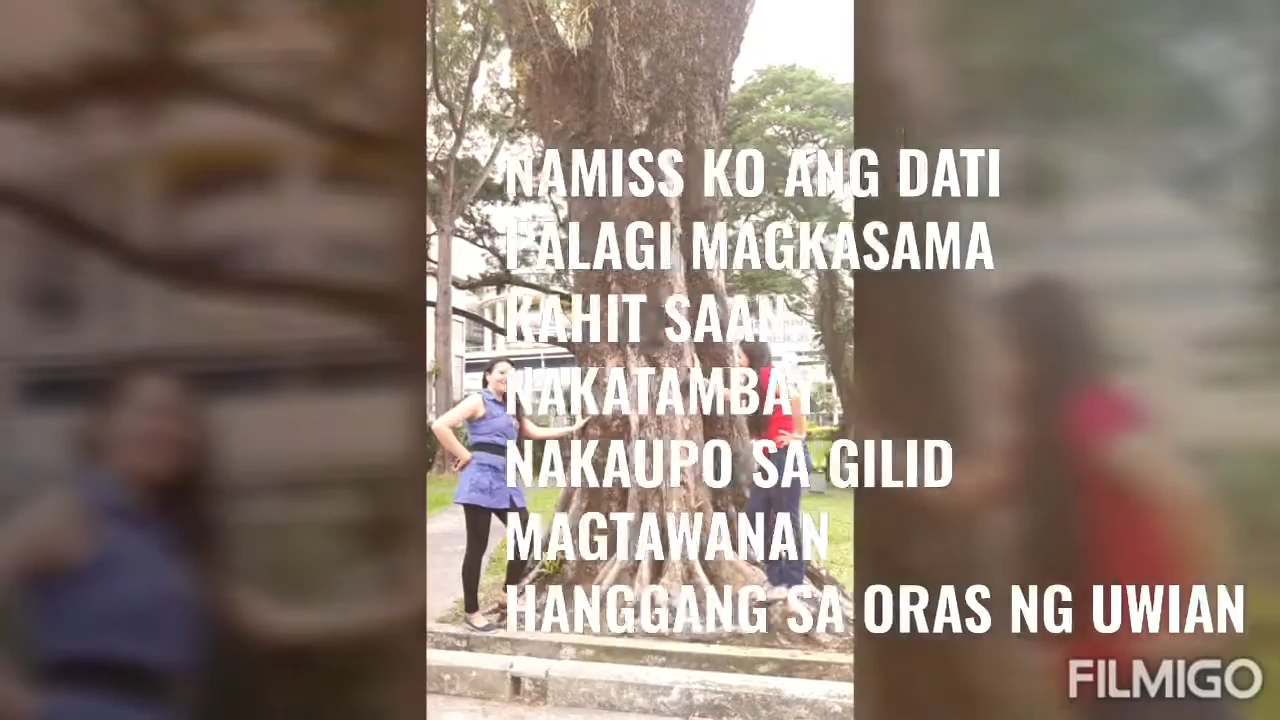 NAMISS KO ANG DATI
PALAGI MAGKASAMA
KAHIT SAAN
NAKATAMBAY
NAKAUPO SA GILID
MAGTAWANAN
HANGGANG SA ORAS NG UWIAN
FILMIGO